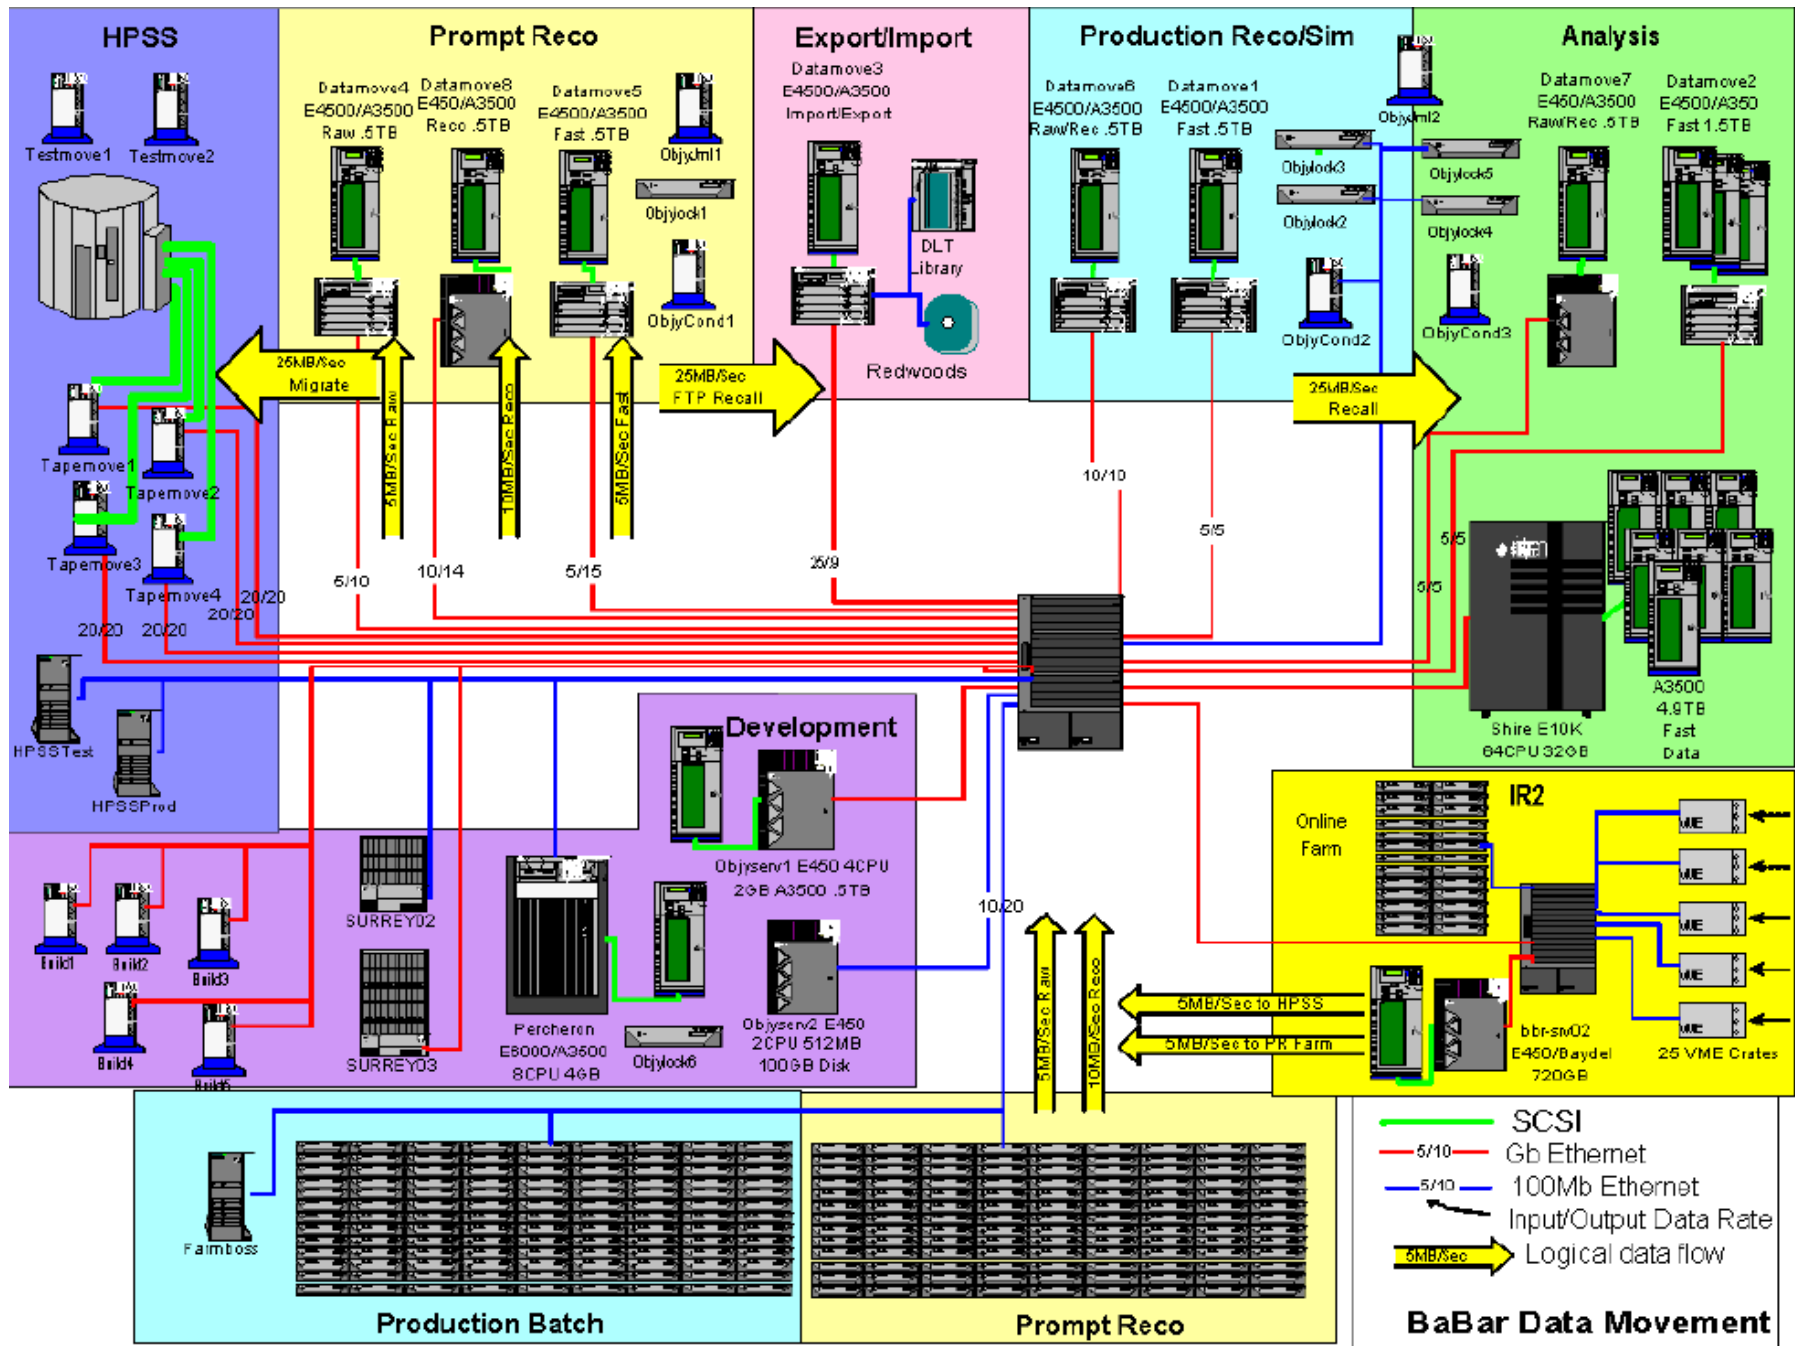 HPSS
Testmove1
Testmove2
Tapemove1
Tapemove2
Tapemove3
Tapemove4
20/20
20/20
20/20
20/20
HPSSTest
HPSSProd
Prompt Reco
Datamove4
E4500/A3500
Raw .5TB
Datamove8
E450/A3500
Reco .5TB
Datamove5
E4500/A3500
Fast .5TB
ObjyJnl1
Objylock1
ObjyCond1
25MB/Sec
Migrate
5MB/Sec Raw
10MB/Sec Reco
5MB/Sec Fast
25MB/Sec
FTP Recall
5/10
10/14
5/15
Export/Import
Datamove3
E4500/A3500
Import/Export
DLT
Library
Redwoods
25/9
Production Reco/Sim
Datamove6
E4500/A3500
Raw/Rec .5TB
Datamove1
E4500/A3500
Fast .5TB
Objylock3
Objylock2
ObjyCond2
25MB/Sec
Recall
10/10
5/5
Analysis
ObjyJnl2
Datamove7
E450/A3500
Raw/Rec .5TB
Datamove2
E4500/A350
Fast 1.5TB
Objylock5
Objylock4
ObjyCond3
5/5
5/5
Shire E10K
64CPU 32GB
A3500
4.9TB
Fast
Data
Development
Objyserv1 E450 4CPU
2GB A3500 .5TB
Build1
Build2
Build3
Build4
Build5
SURREY02
SURREY03
Percheron
E6000/A3500
8CPU 4GB
Objylock6
Objyserv2 E450
2CPU 512MB
100GB Disk
10/20
5MB/Sec Raw
10MB/Sec Reco
IR2
Online
Farm
VME
VME
VME
VME
VME
5MB/Sec to HPSS
5MB/Sec to PR Farm
bbr-srv02
E450/Baydel
720GB
25 VME Crates
Farmboss
Production Batch
Prompt Reco
SCSI
5/10
Gb Ethernet
5/10
100Mb Ethernet
Input/Output Data Rate
5MB/Sec
Logical data flow
BaBar Data Movement